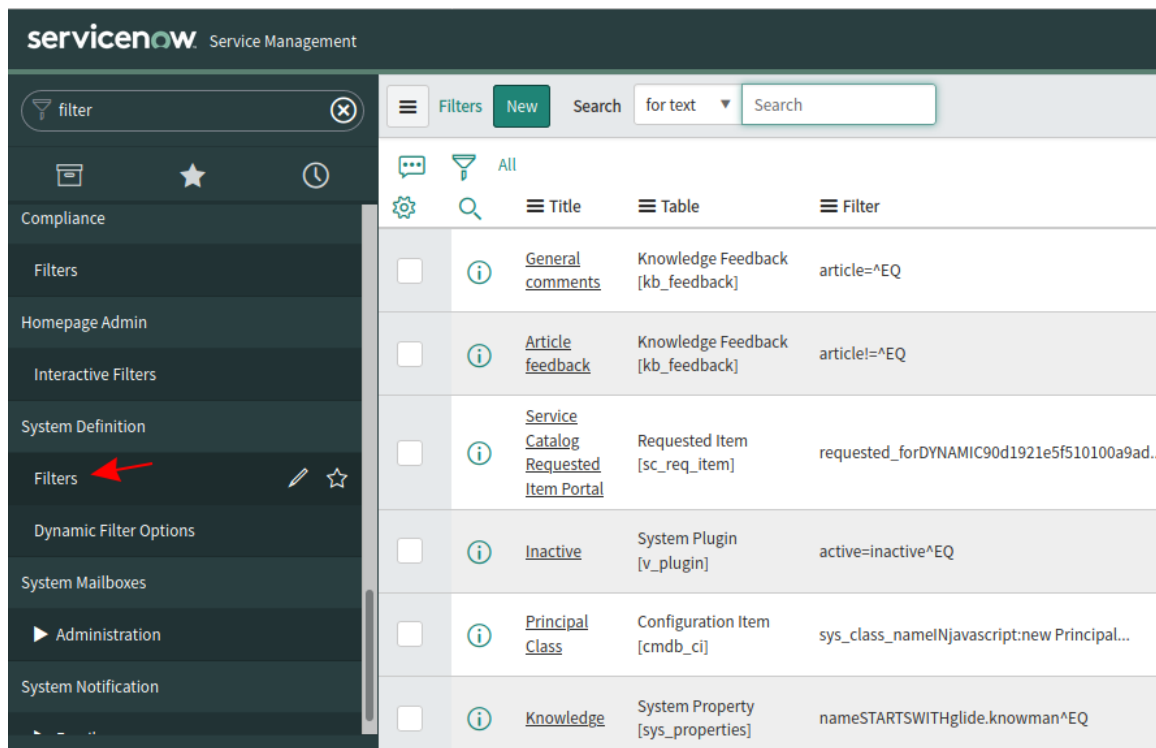 servicenow. Service Management
filter
Filters New Search for text Search
All
Title Table Filter
Compliance
Filters
Homepage Admin
Interactive Filters
System Definition
Filters
Dynamic Filter Options
System Mailboxes
Administration
System Notification
General
comments
Knowledge Feedback
[kb_feedback]
article=^EQ
Article
feedback
Knowledge Feedback
[kb_feedback]
article!=^EQ
Service
Catalog
Requested
Item Portal
Requested Item
[sc_req_item]
requested_forDYNAMIC90d1921e5f510100a9ad...
Inactive
System Plugin
[v_plugin]
active=inactive^EQ
Principal
Class
Configuration Item
[cmdb_ci]
sys_class_nameINjavascript:new Principal...
Knowledge
System Property
[sys_properties]
nameSTARTSWITHglide.knowman^EQ